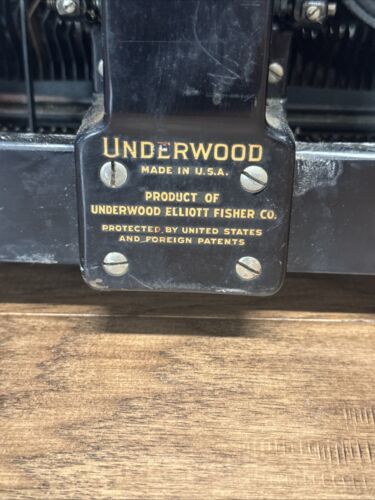 UNDERWOOD
MADE IN U.S.A.
PRODUCT OF
UNDERWOOD ELLIOTT FISHER CO.
PROTECTED BY UNITED STATES
AND FOREIGN PATENTS